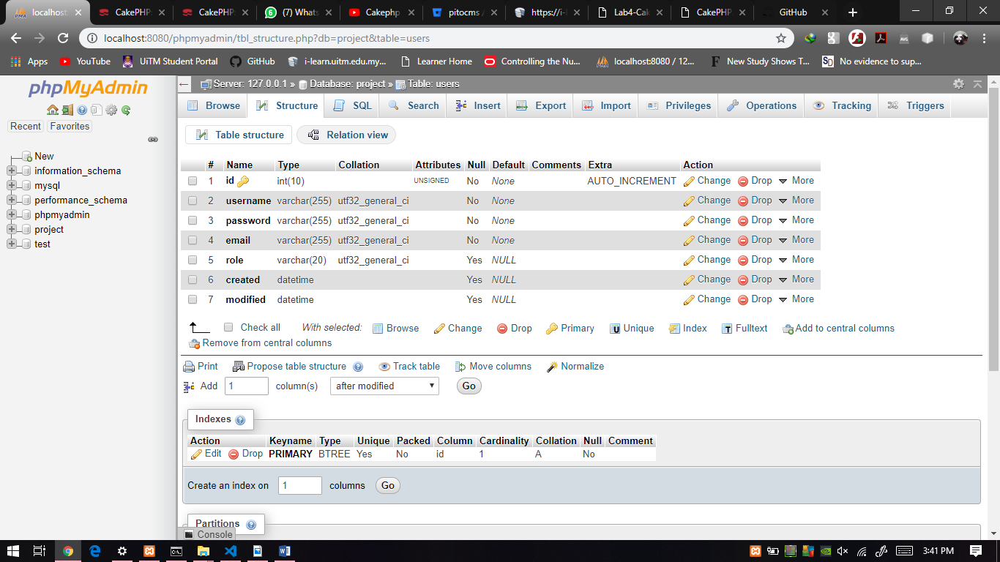 localhost: CakePHP: CakePHP: (7) Whats Cakephp pitocms / https://i-l Lab4-Cak CakePHP GitHub
localhost:8080/phpmyadmin/tbl_structure.php?db=project&table=users
Apps YouTube UiTM Student Portal GitHub i-learn.uitm.edu.my... Learner Home Controlling the Nu... localhost:8080 / 12... New Study Shows T... No evidence to sup...
phpMyAdmin
Recent Favorites
New
information_schema
mysql
performance_schema
phpmyadmin
project
test
Server: 127.0.0.1 » Database: project » Table: users
Browse Structure SQL Search Insert Export Import Privileges Operations Tracking Triggers
Table structure Relation view
# Name Type Collation Attributes Null Default Comments Extra Action
1 id int(10) UNSIGNED No None AUTO_INCREMENT Change Drop More
2 username varchar(255) utf32_general_ci No None Change Drop More
3 password varchar(255) utf32_general_ci No None Change Drop More
4 email varchar(255) utf32_general_ci No None Change Drop More
5 role varchar(20) utf32_general_ci Yes NULL Change Drop More
6 created datetime Yes NULL Change Drop More
7 modified datetime Yes NULL Change Drop More
Check all With selected: Browse Change Drop Primary Unique Index Fulltext Add to central columns
Remove from central columns
Print Propose table structure Track table Move columns Normalize
Add 1 column(s) after modified Go
Indexes
Action Keyname Type Unique Packed Column Cardinality Collation Null Comment
Edit Drop PRIMARY BTREE Yes No id 1 A No
Create an index on 1 columns Go
Partitions
Console
3:41 PM